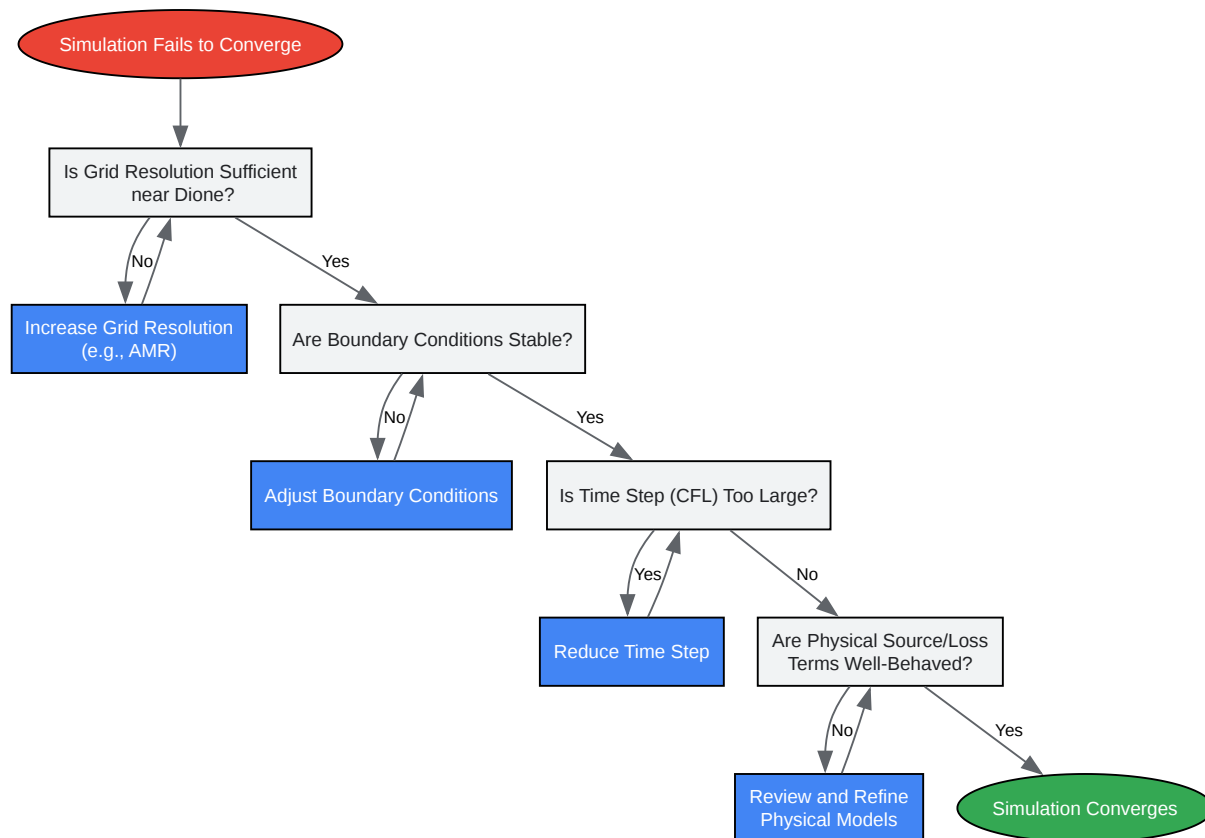 Simulation Fails to Converge
Is Grid Resolution Sufficient
near Dione?
No
Yes
Increase Grid Resolution
(e.g., AMR)
Are Boundary Conditions Stable?
No
Yes
Adjust Boundary Conditions
Is Time Step (CFL) Too Large?
Yes
No
Reduce Time Step
Are Physical Source/Loss
Terms Well-Behaved?
No
Yes
Review and Refine
Physical Models
Simulation Converges